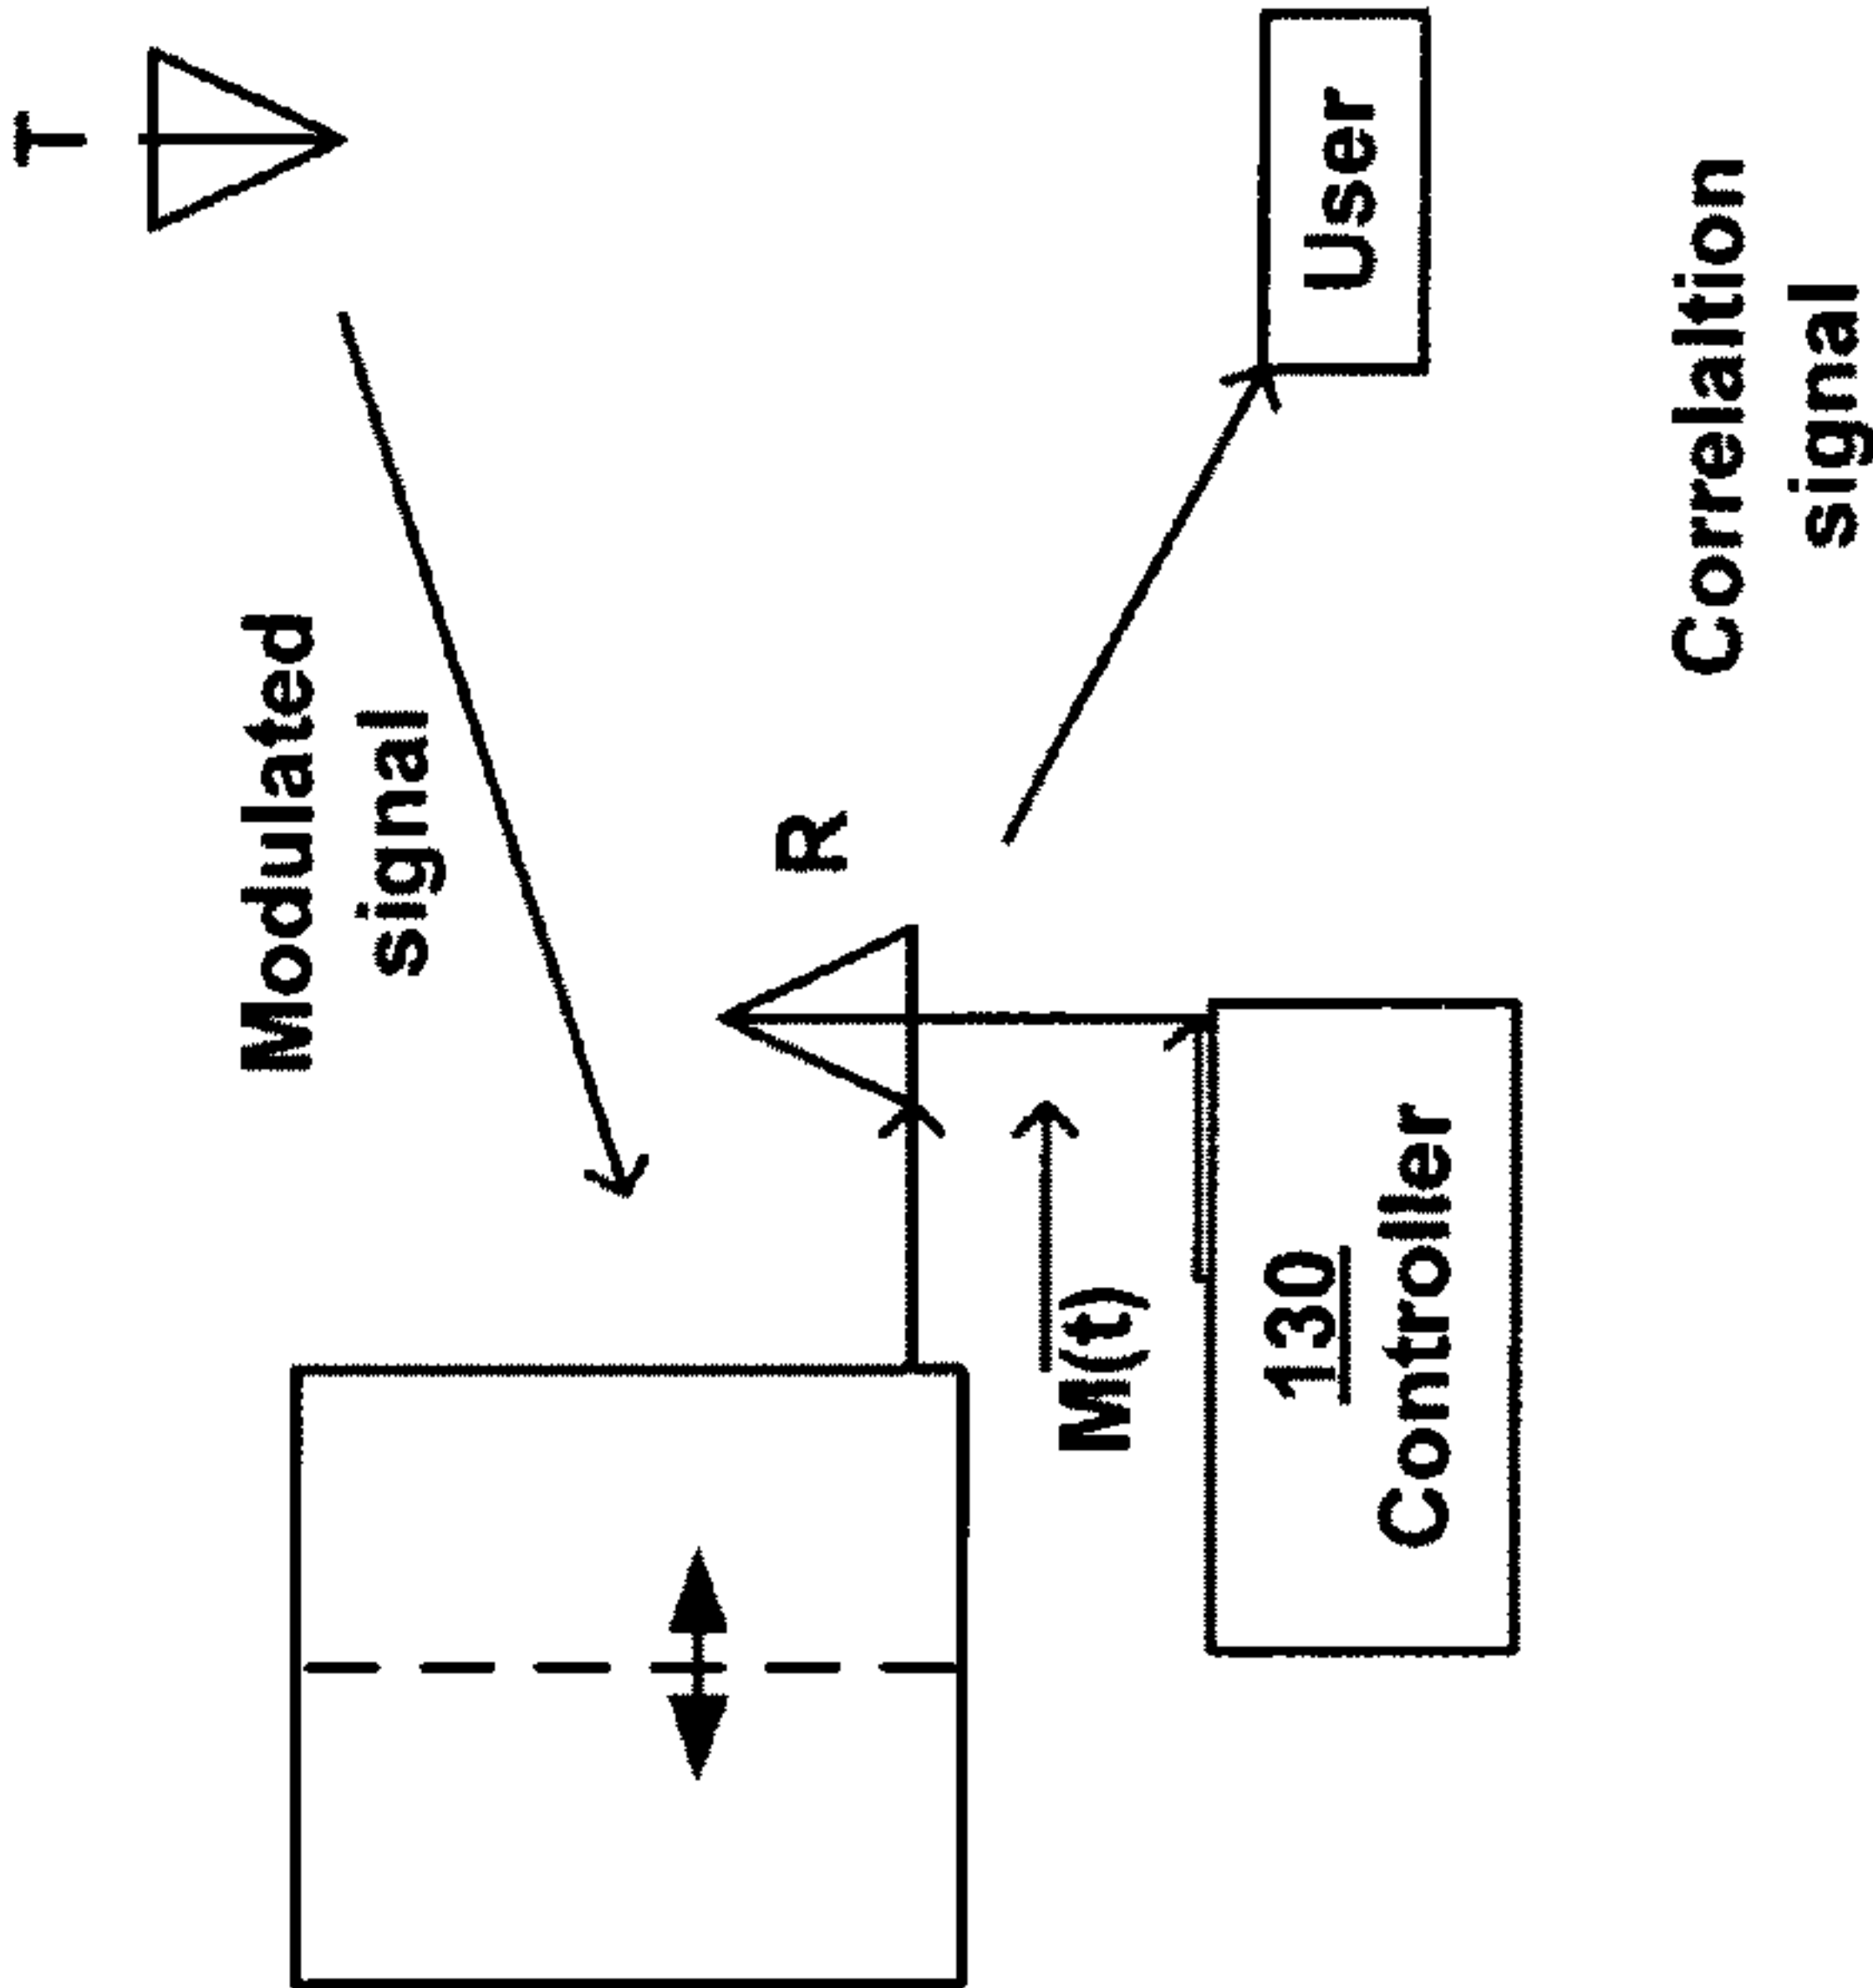 T
Modulated
signal
R
M(t)
130
Controller
User
Correlaltion
signal